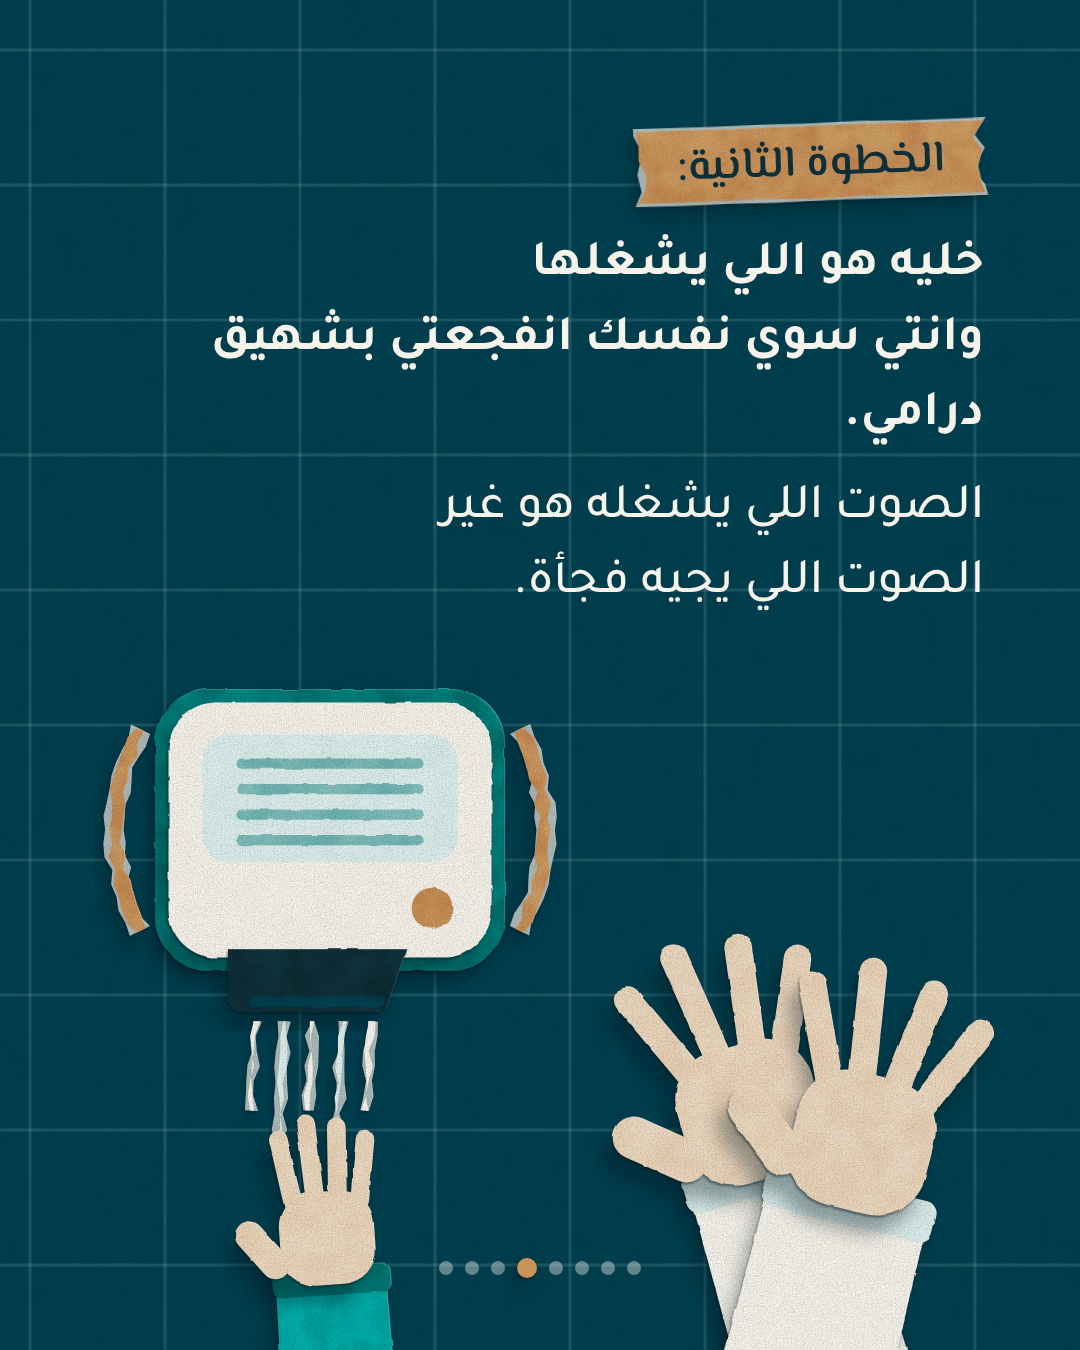 الخطوة الثانية:
خليه هو اللي يشغلها
وانتي سوي نفسك انفجعتي بشهيق
درامي.
الصوت اللي يشغله هو غير
الصوت اللي يجيه فجأة.